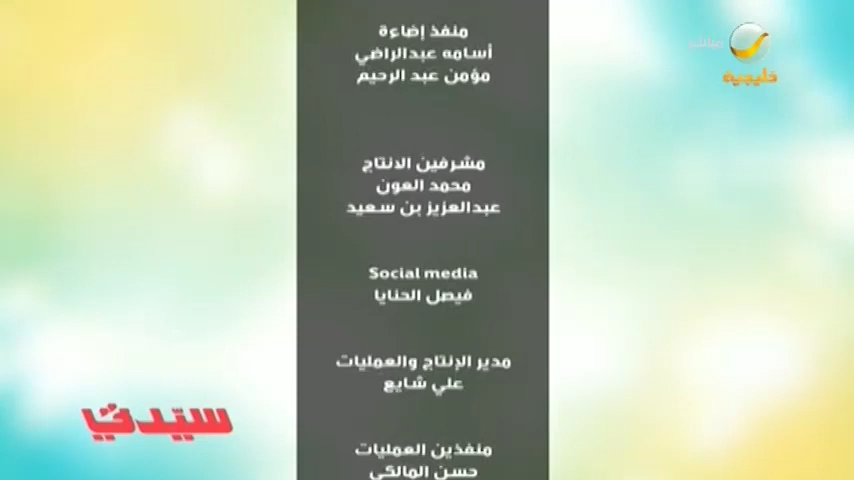 منفذ إضاءة
أسامه عبدالراضي
مؤمن عبد الرحيم
مشرفين الانتاج
محمد العون
عبدالعزيز بن سعيد
Social media
فيصل الحنايا
مدير الإنتاج والعمليات
علي شايع
منفذين العمليات
حسن المالكي
مباشر
خليجية
سيدتي